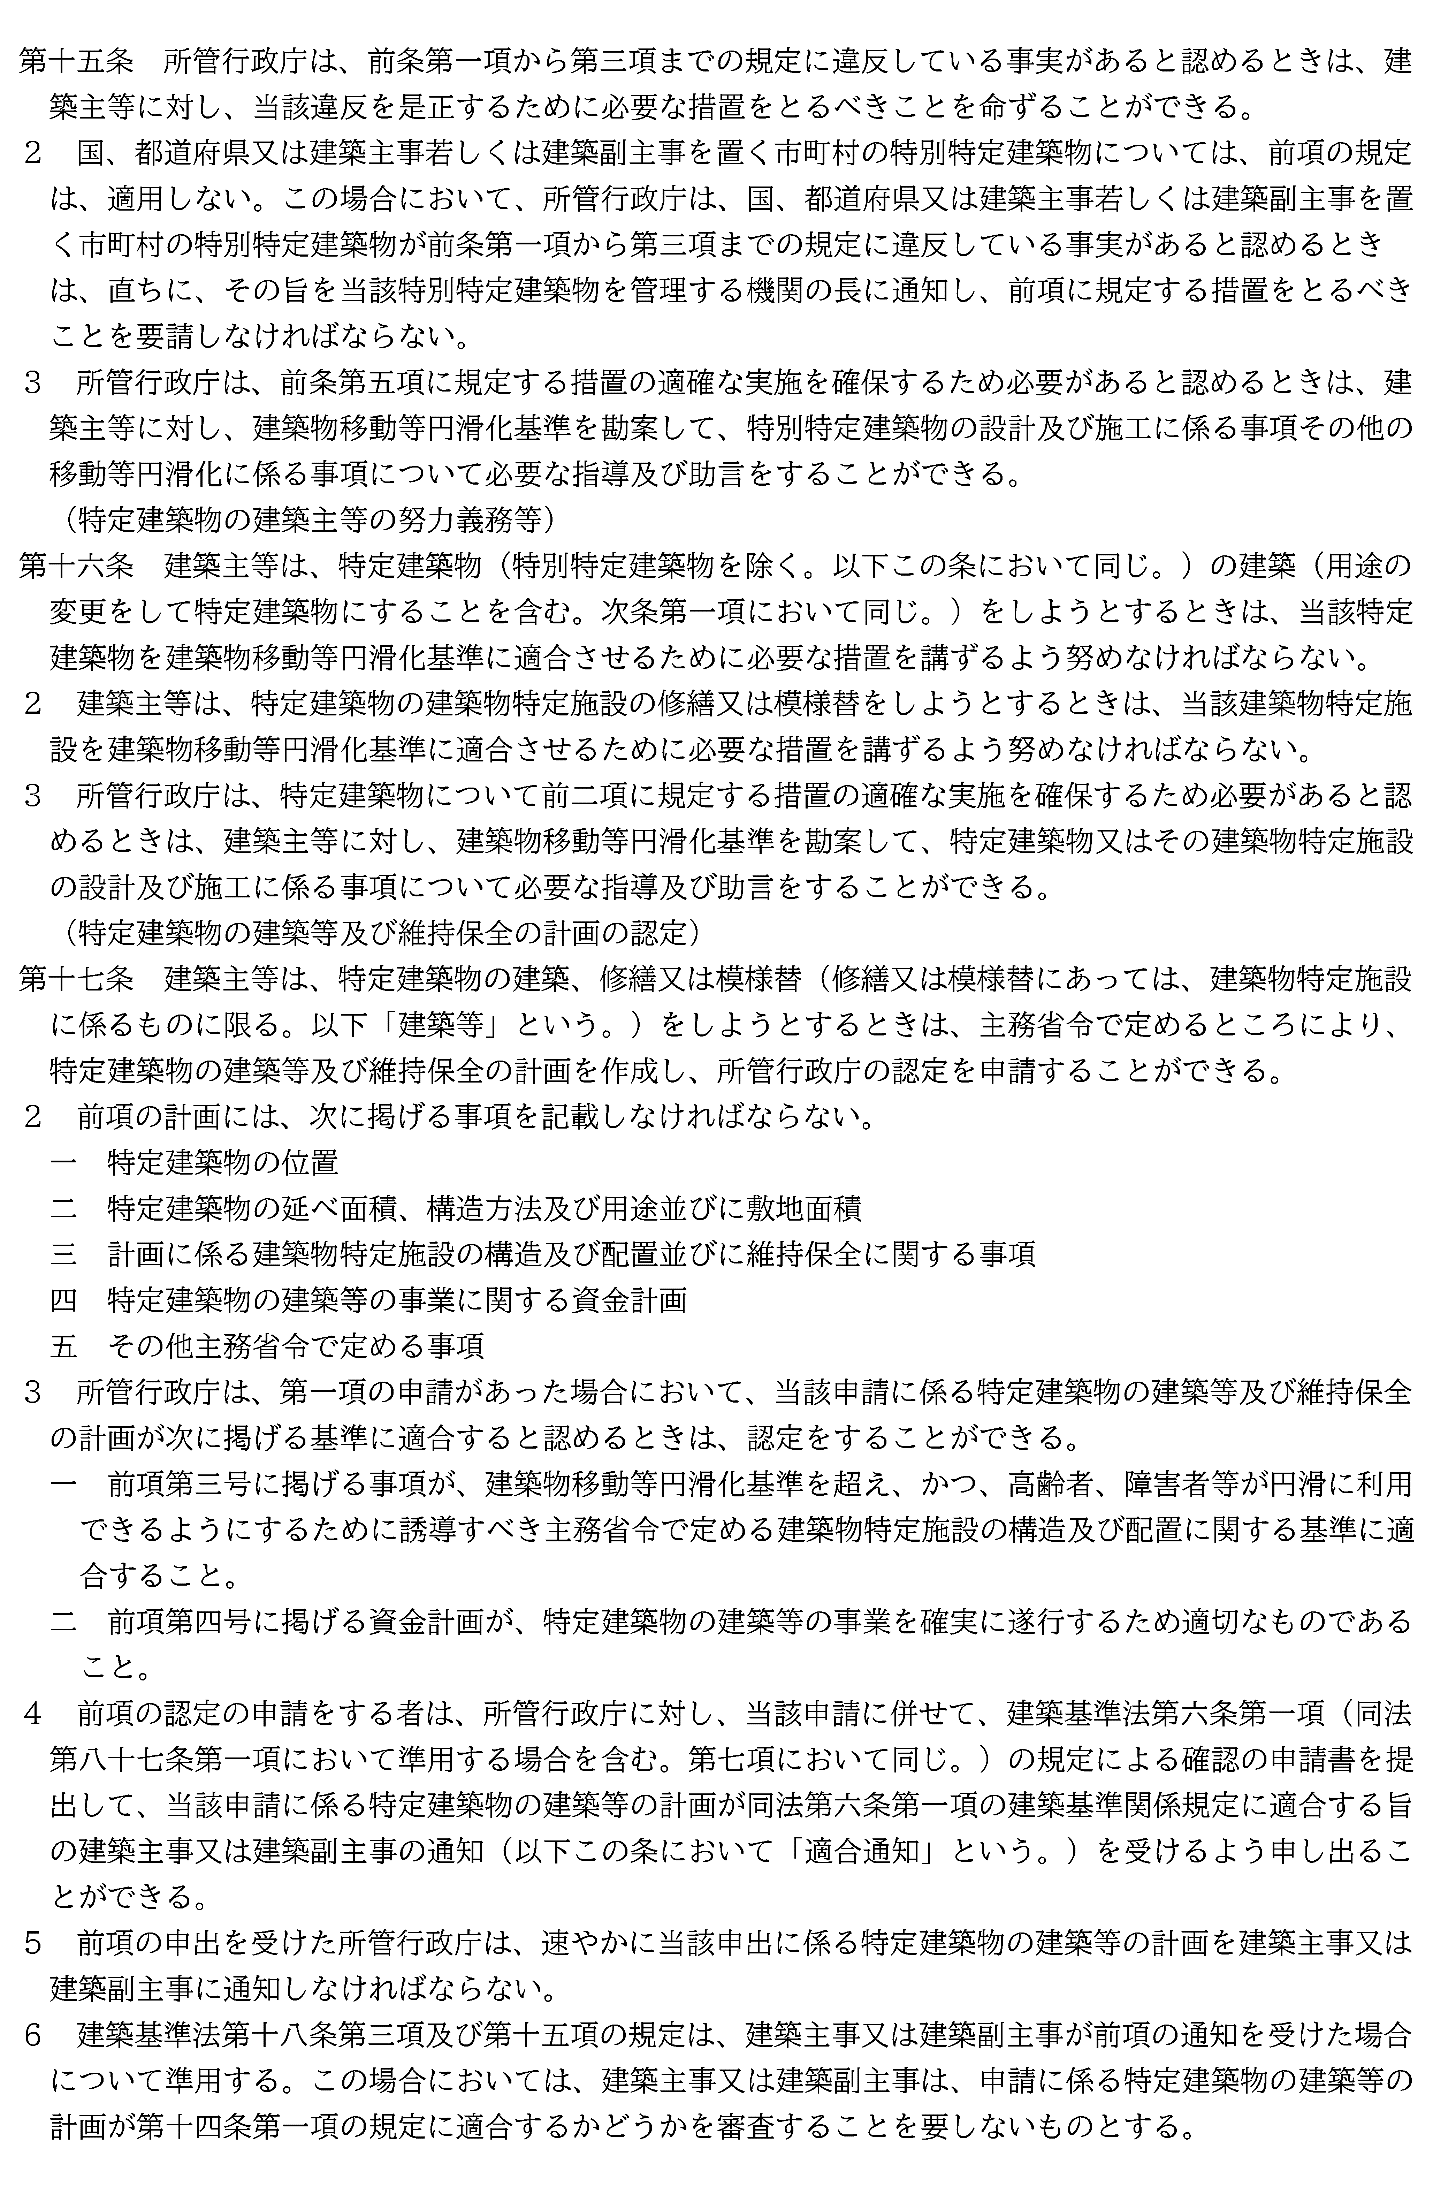 第十五条　所管行政庁は、前条第一項から第三項までの規定に違反している事実があると認めるときは、建
築主等に対し、当該違反を是正するために必要な措置をとるべきことを命ずることができる。
２　国、都道府県又は建築主事若しくは建築副主事を置く市町村の特別特定建築物については、前項の規定
は、適用しない。この場合において、所管行政庁は、国、都道府県又は建築主事若しくは建築副主事を置
く市町村の特別特定建築物が前条第一項から第三項までの規定に違反している事実があると認めるとき
は、直ちに、その旨を当該特別特定建築物を管理する機関の長に通知し、前項に規定する措置をとるべき
ことを要請しなければならない。
３　所管行政庁は、前条第五項に規定する措置の適確な実施を確保するため必要があると認めるときは、建
築主等に対し、建築物移動等円滑化基準を勘案して、特別特定建築物の設計及び施工に係る事項その他の
移動等円滑化に係る事項について必要な指導及び助言をすることができる。
（特定建築物の建築主等の努力義務等）
第十六条　建築主等は、特定建築物（特別特定建築物を除く。以下この条において同じ。）の建築（用途の
変更をして特定建築物にすることを含む。次条第一項において同じ。）をしようとするときは、当該特定
建築物を建築物移動等円滑化基準に適合させるために必要な措置を講ずるよう努めなければならない。
２　建築主等は、特定建築物の建築物特定施設の修繕又は模様替をしようとするときは、当該建築物特定施
設を建築物移動等円滑化基準に適合させるために必要な措置を講ずるよう努めなければならない。
３　所管行政庁は、特定建築物について前二項に規定する措置の適確な実施を確保するため必要があると認
めるときは、建築主等に対し、建築物移動等円滑化基準を勘案して、特定建築物又はその建築物特定施設
の設計及び施工に係る事項について必要な指導及び助言をすることができる。
（特定建築物の建築等及び維持保全の計画の認定）
第十七条　建築主等は、特定建築物の建築、修繕又は模様替（修繕又は模様替にあっては、建築物特定施設
に係るものに限る。以下「建築等」という。）をしようとするときは、主務省令で定めるところにより、
特定建築物の建築等及び維持保全の計画を作成し、所管行政庁の認定を申請することができる。
２　前項の計画には、次に掲げる事項を記載しなければならない。
一　特定建築物の位置
二　特定建築物の延べ面積、構造方法及び用途並びに敷地面積
三　計画に係る建築物特定施設の構造及び配置並びに維持保全に関する事項
四　特定建築物の建築等の事業に関する資金計画
五　その他主務省令で定める事項
３　所管行政庁は、第一項の申請があった場合において、当該申請に係る特定建築物の建築等及び維持保全
の計画が次に掲げる基準に適合すると認めるときは、認定をすることができる。
一　前項第三号に掲げる事項が、建築物移動等円滑化基準を超え、かつ、高齢者、障害者等が円滑に利用
できるようにするために誘導すべき主務省令で定める建築物特定施設の構造及び配置に関する基準に適
合すること。
二　前項第四号に掲げる資金計画が、特定建築物の建築等の事業を確実に遂行するため適切なものである
こと。
４　前項の認定の申請をする者は、所管行政庁に対し、当該申請に併せて、建築基準法第六条第一項（同法
第八十七条第一項において準用する場合を含む。第七項において同じ。）の規定による確認の申請書を提
出して、当該申請に係る特定建築物の建築等の計画が同法第六条第一項の建築基準関係規定に適合する旨
の建築主事又は建築副主事の通知（以下この条において「適合通知」という。）を受けるよう申し出るこ
とができる。
５　前項の申出を受けた所管行政庁は、速やかに当該申出に係る特定建築物の建築等の計画を建築主事又は
建築副主事に通知しなければならない。
６　建築基準法第十八条第三項及び第十五項の規定は、建築主事又は建築副主事が前項の通知を受けた場合
について準用する。この場合においては、建築主事又は建築副主事は、申請に係る特定建築物の建築等の
計画が第十四条第一項の規定に適合するかどうかを審査することを要しないものとする。